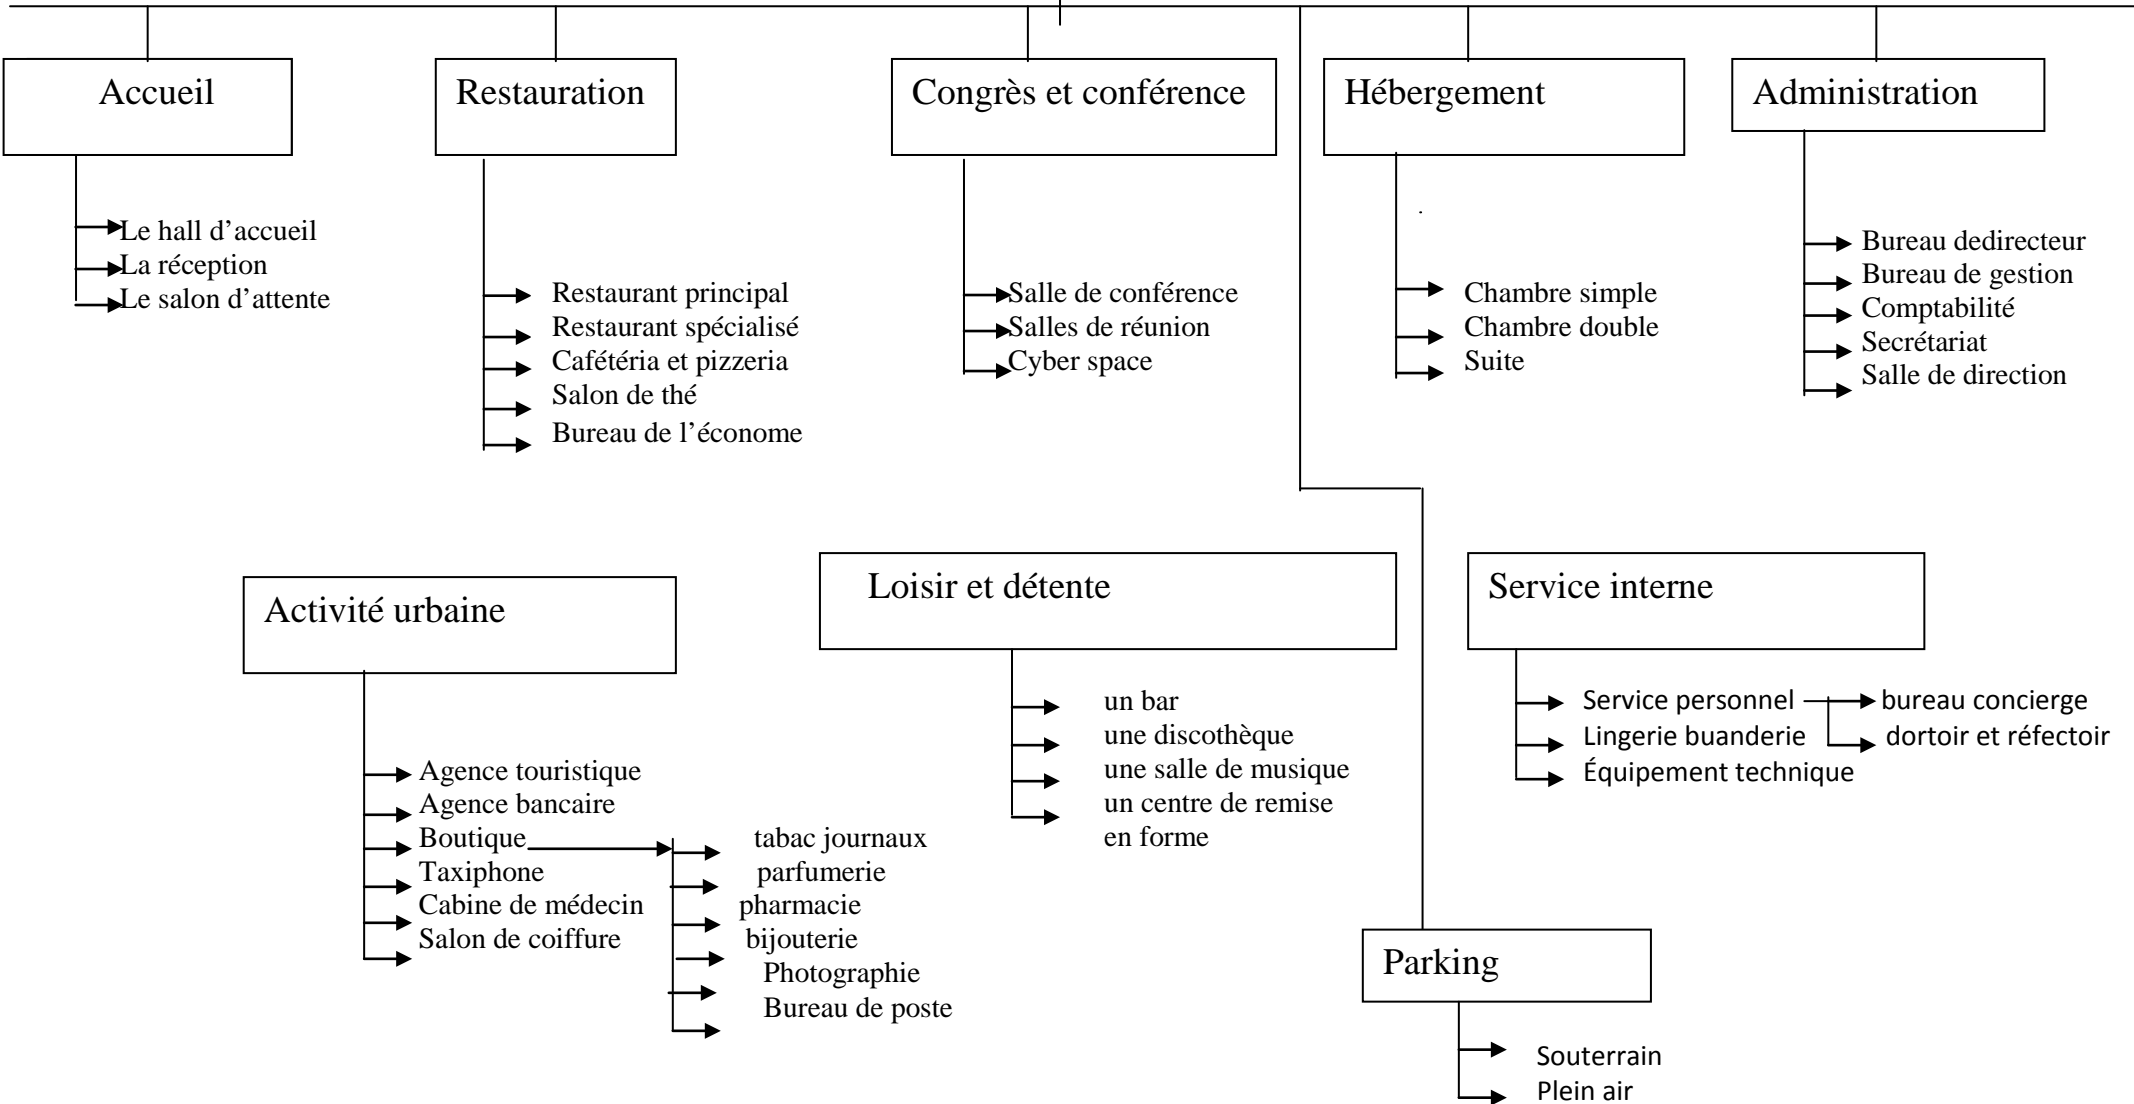 Accueil
Restauration
Congrès et conférence
Hébergement
Administration
Le hall d’accueil
La réception
Le salon d’attente
Restaurant principal
Restaurant spécialisé
Cafétéria et pizzeria
Salon de thé
Bureau de l’économe
Salle de conférence
Salles de réunion
Cyber space
Chambre simple
Chambre double
Suite
Bureau dedirecteur
Bureau de gestion
Comptabilité
Secrétariat
Salle de direction
Activité urbaine
Loisir et détente
Service interne
Agence touristique
Agence bancaire
Boutique
Taxiphone
Cabine de médecin
Salon de coiffure
tabac journaux
parfumerie
pharmacie
bijouterie
Photographie
Bureau de poste
un bar
une discothèque
une salle de musique
un centre de remise
en forme
Service personnel
Lingerie buanderie
Équipement technique
bureau concierge
dortoir et réfectoir
Parking
Souterrain
Plein air